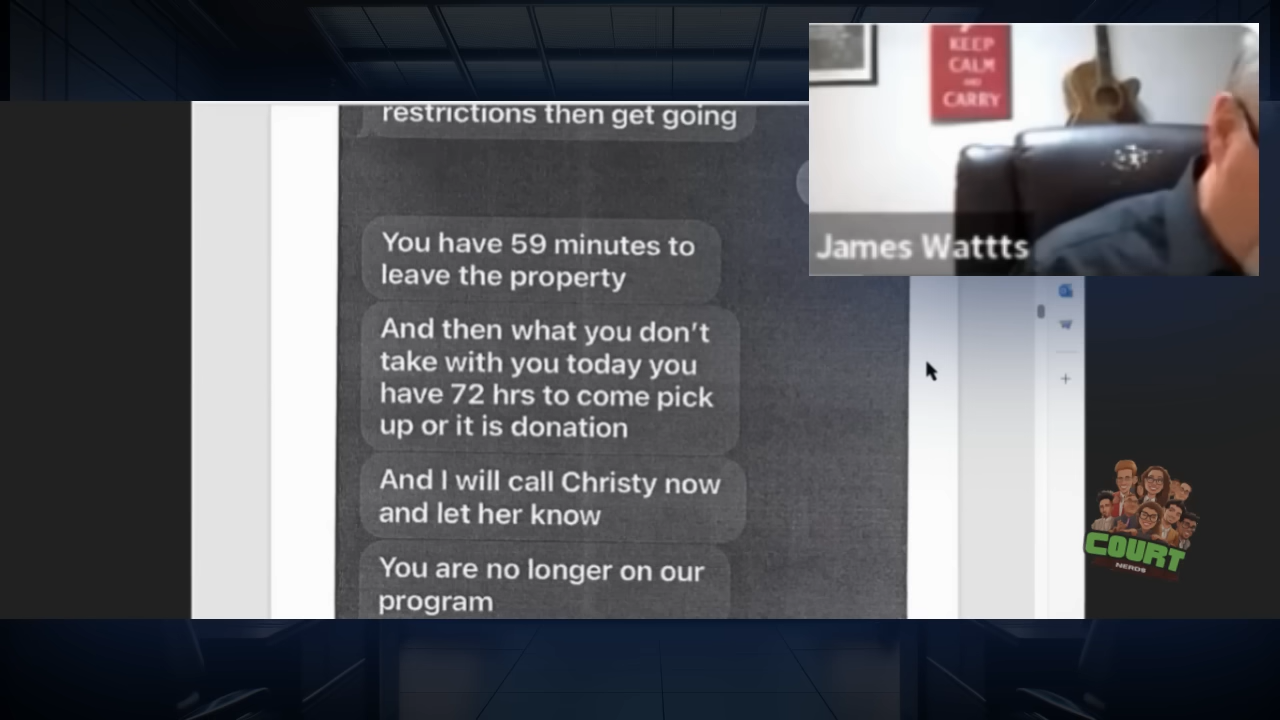 restrictions then get going
You have 59 minutes to
leave the property
And then what you don't
take with you today you
have 72 hrs to come pick
up or it is donation
And I will call Christy now
and let her know
You are no longer on our
program
KEEP
CALM
AND
CARRY
James Wattts
COURT
NERDS